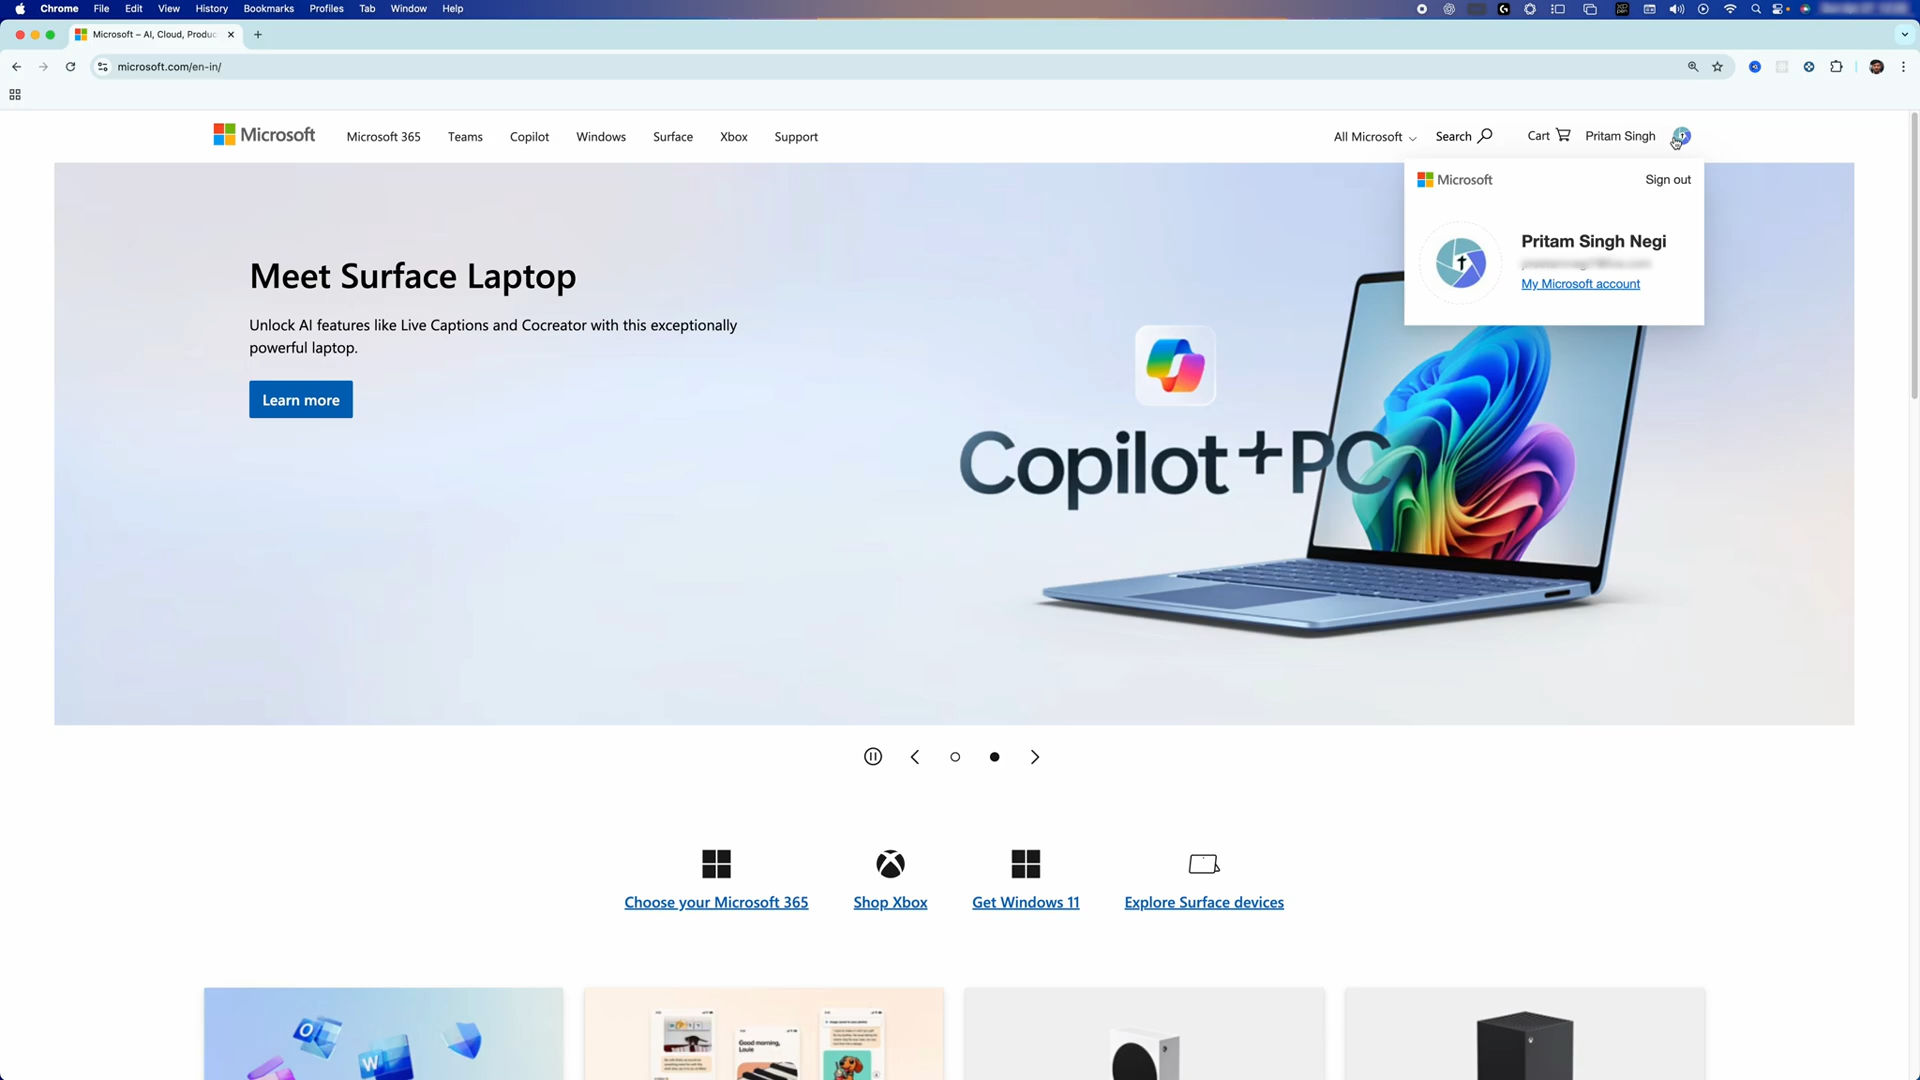 Chrome File Edit View History Bookmarks Profiles Tab Window Help
Microsoft – AI, Cloud, Produc
microsoft.com/en-in/
Microsoft Microsoft 365 Teams Copilot Windows Surface Xbox Support All Microsoft Search Cart Pritam Singh
Microsoft Sign out
Pritam Singh Negi
My Microsoft account
Meet Surface Laptop
Unlock AI features like Live Captions and Cocreator with this exceptionally
powerful laptop.
Learn more
Copilot+PC
Choose your Microsoft 365 Shop Xbox Get Windows 11 Explore Surface devices
Good morning,
Louie